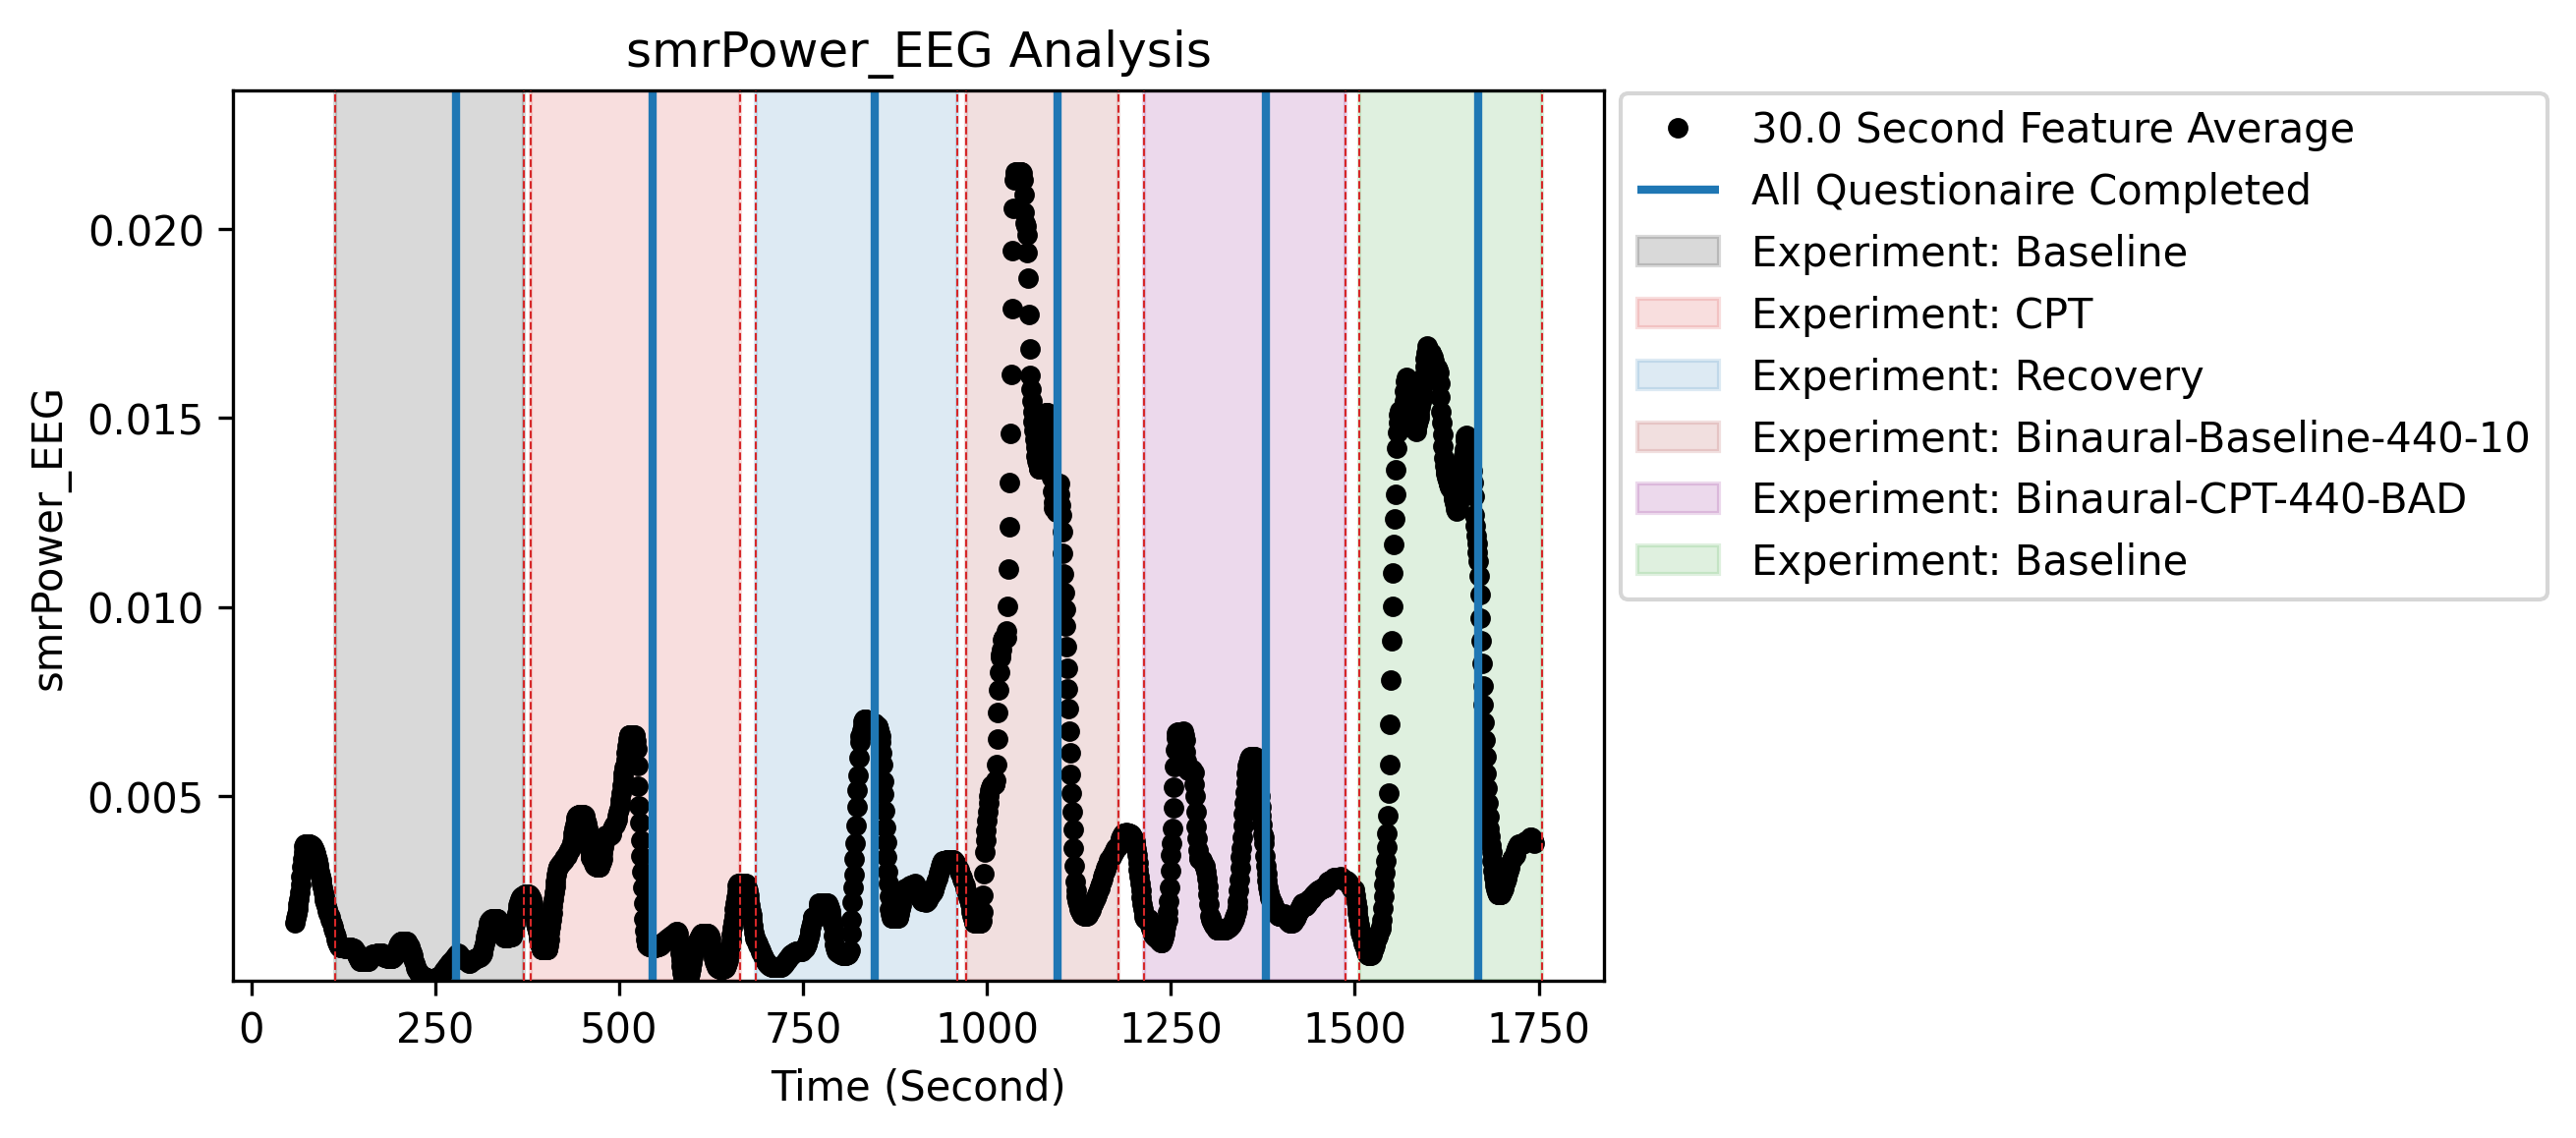 smrPower_EEG Analysis
smrPower_EEG
0.020
0.015
0.010
0.005
0
250
500
750
1000
1250
1500
1750
Time (Second)
30.0 Second Feature Average
All Questionaire Completed
Experiment: Baseline
Experiment: CPT
Experiment: Recovery
Experiment: Binaural-Baseline-440-10
Experiment: Binaural-CPT-440-BAD
Experiment: Baseline